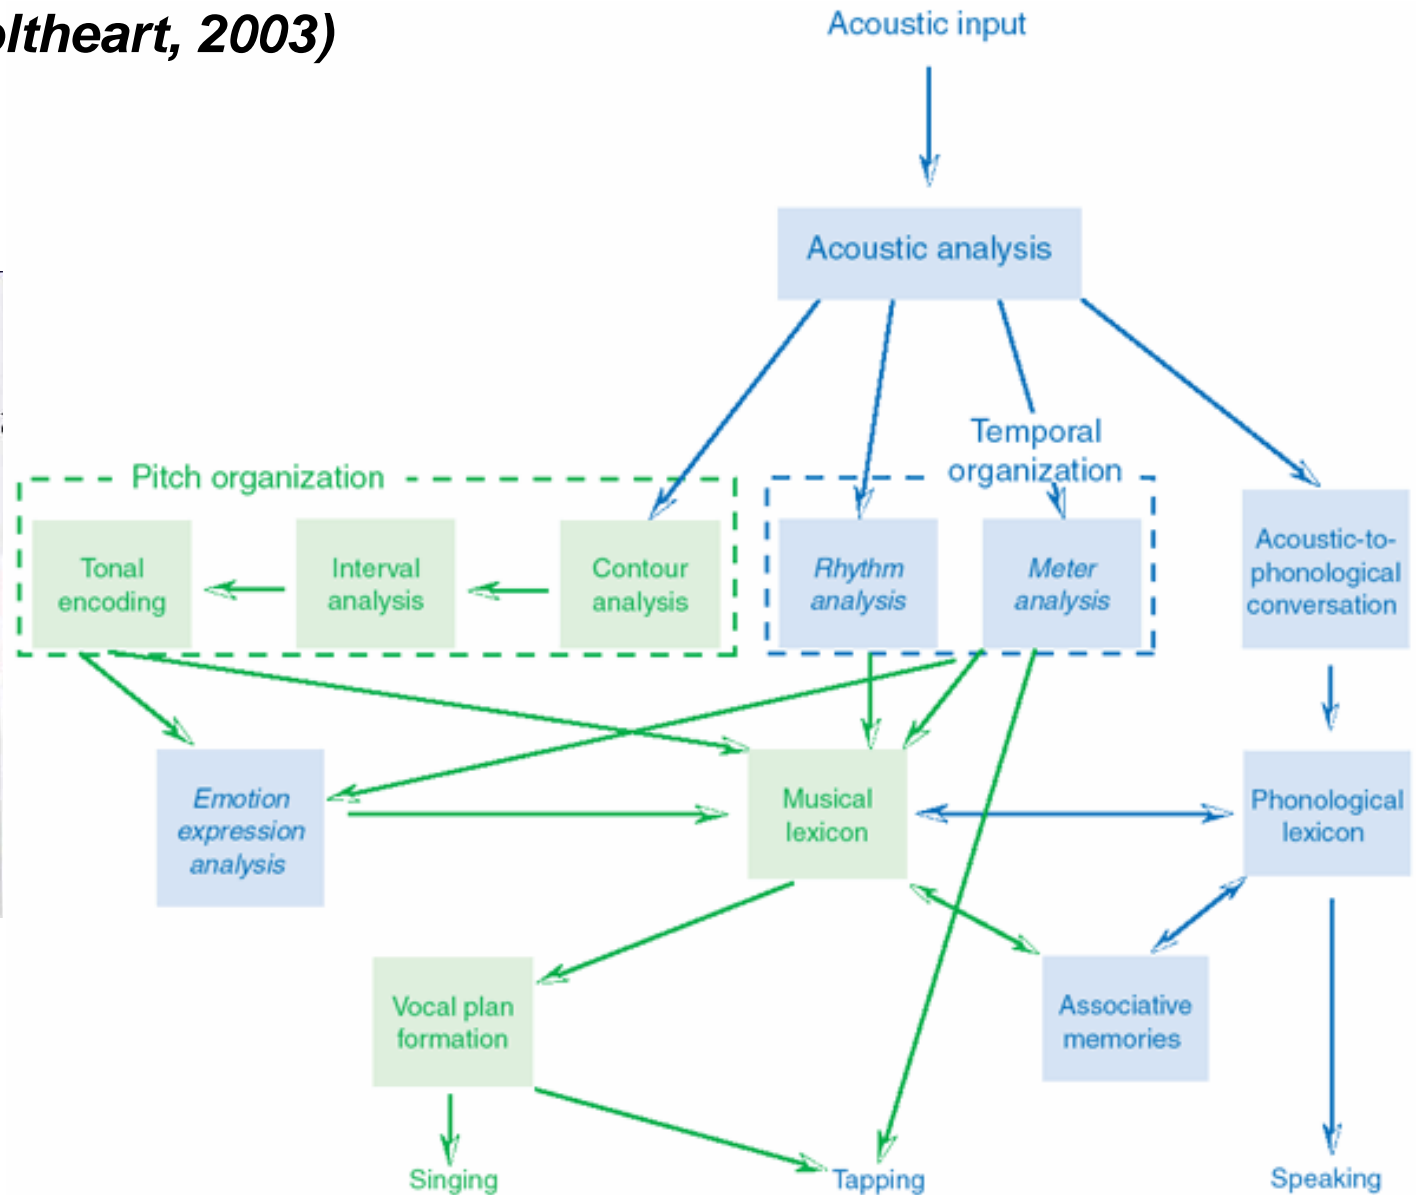 oltheart, 2003)
Acoustic input
Acoustic analysis
Temporal
organization
Pitch organization
Tonal
encoding
Interval
analysis
Contour
analysis
Rhythm
analysis
Meter
analysis
Acoustic-to-
phonological
conversation
Emotion
expression
analysis
Musical
lexicon
Phonological
lexicon
Vocal plan
formation
Associative
memories
Singing
Tapping
Speaking